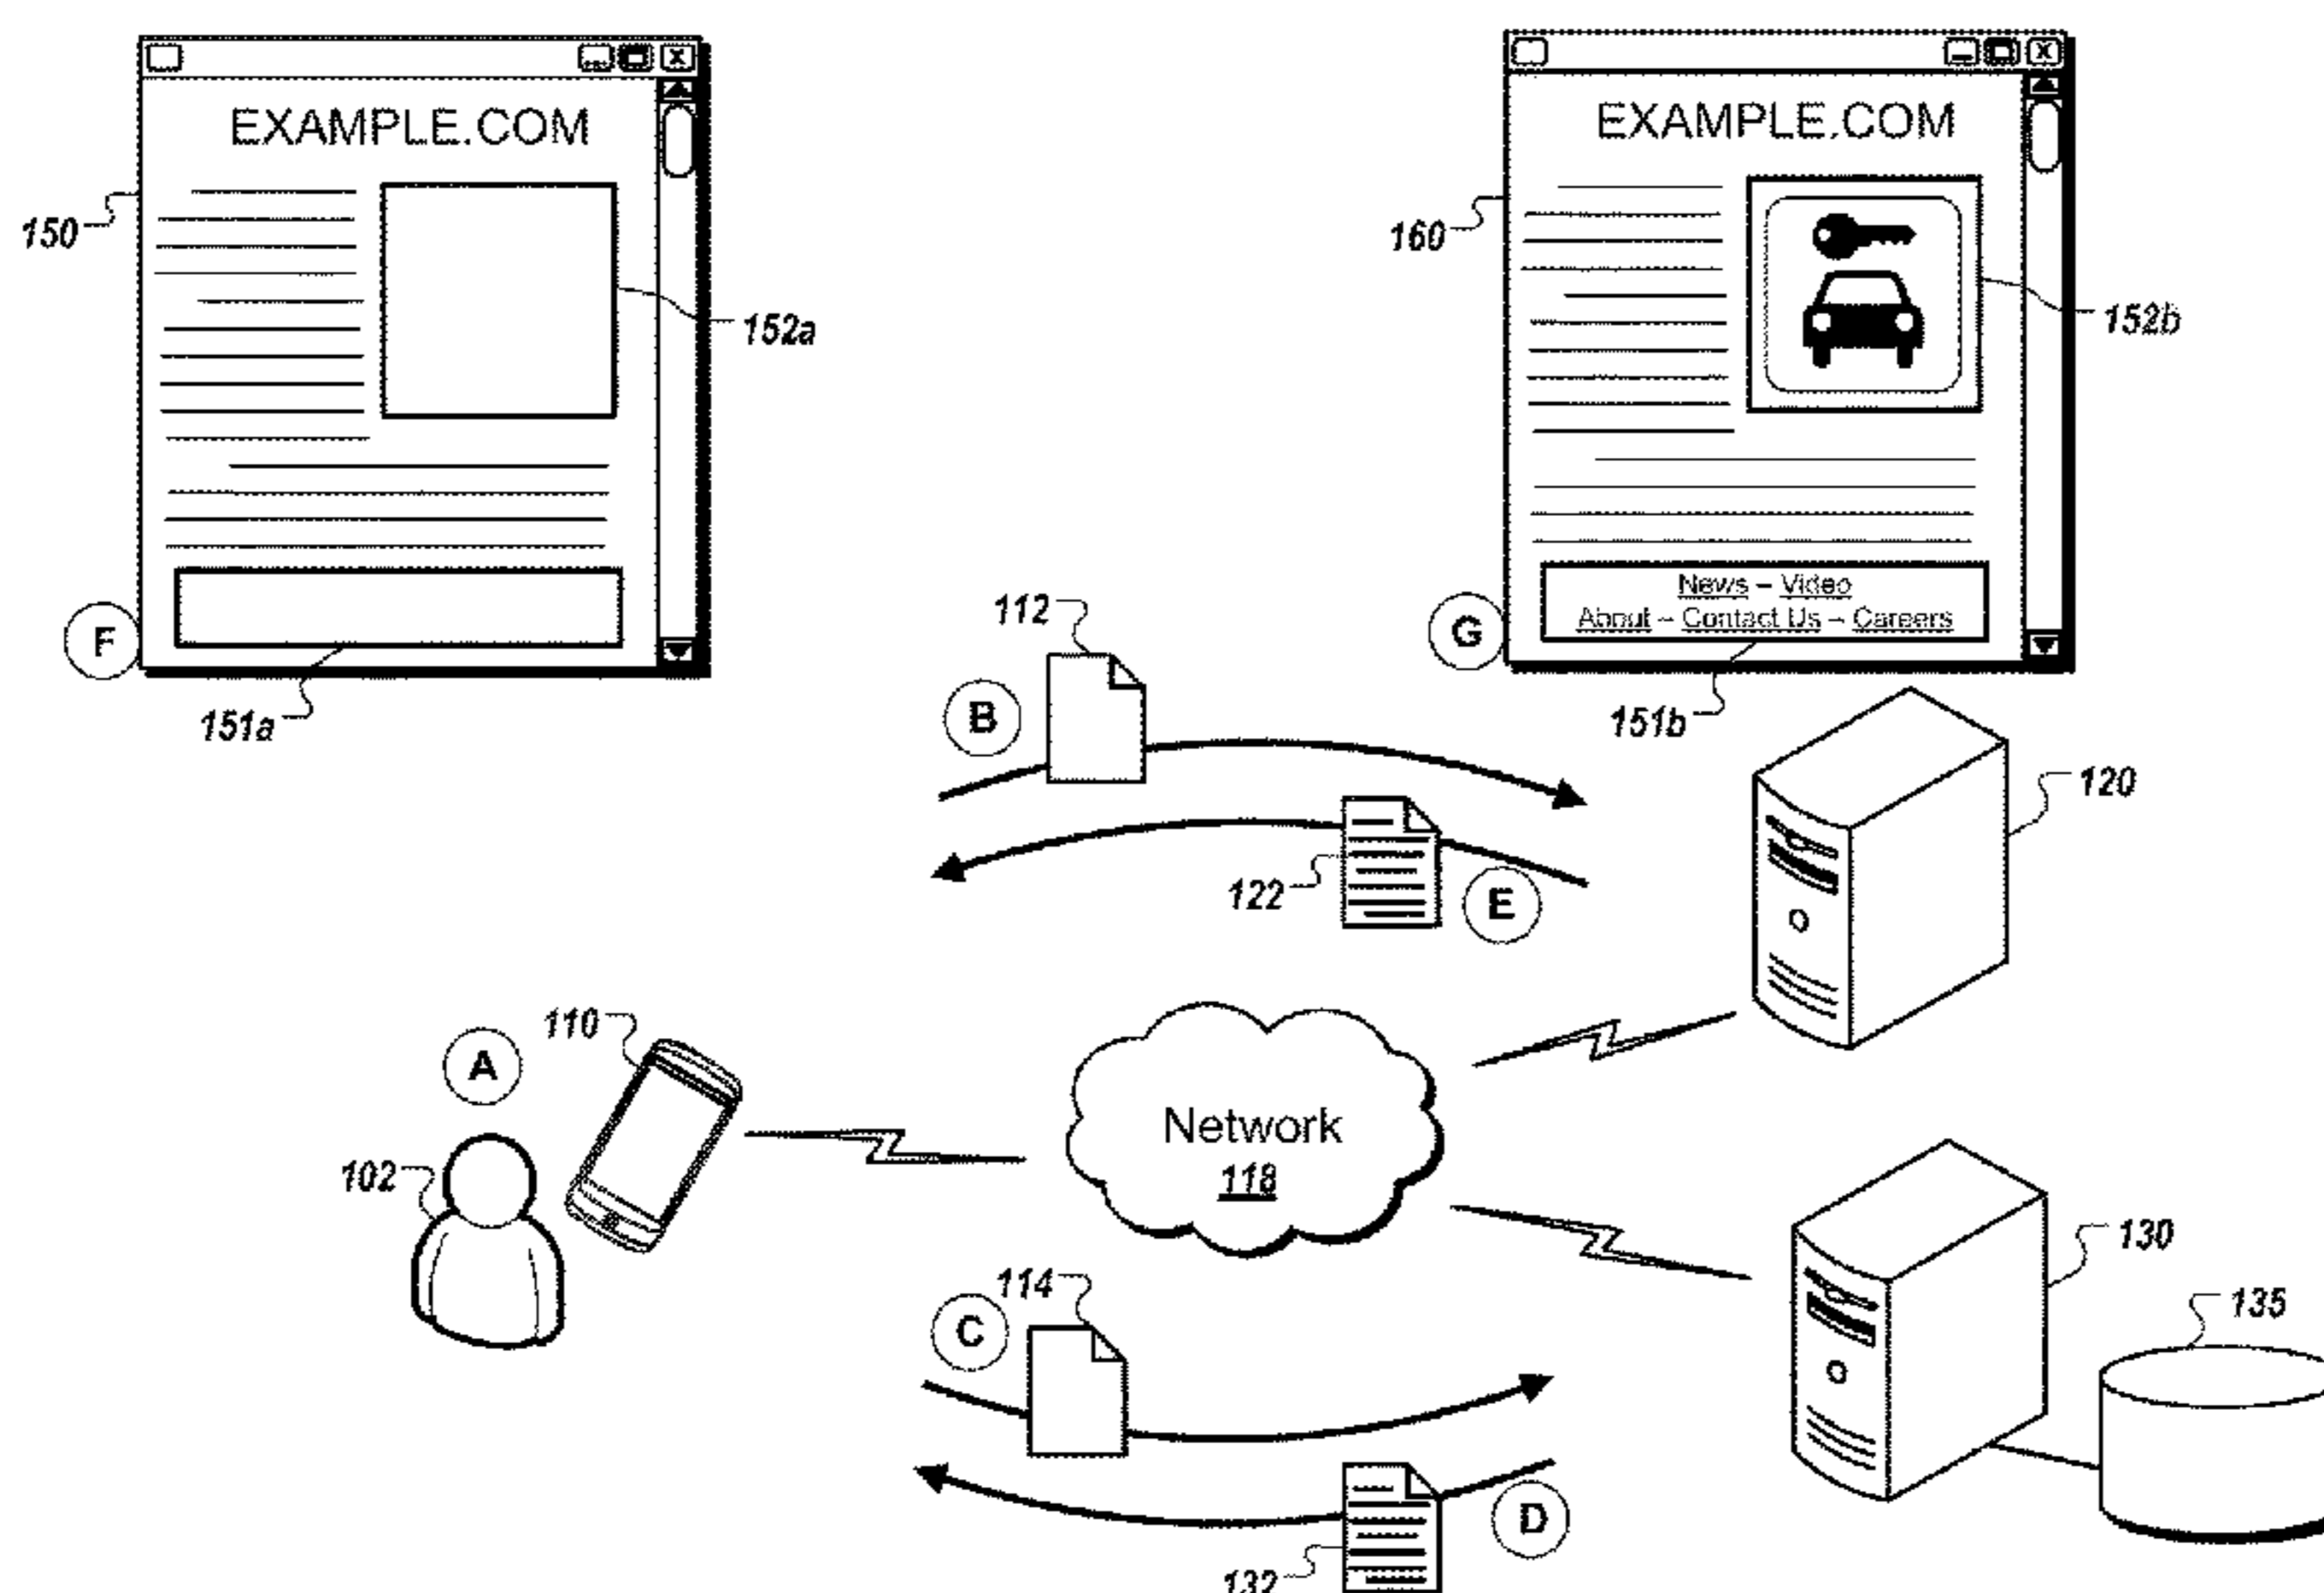 EXAMPLE.COM
150
152a
F
151a
X
EXAMPLE.COM
160
152b
News – Video
About – Contact Us – Careers
G
151b
X
112
B
122
E
120
110
A
102
Network
118
130
135
114
C
D
132